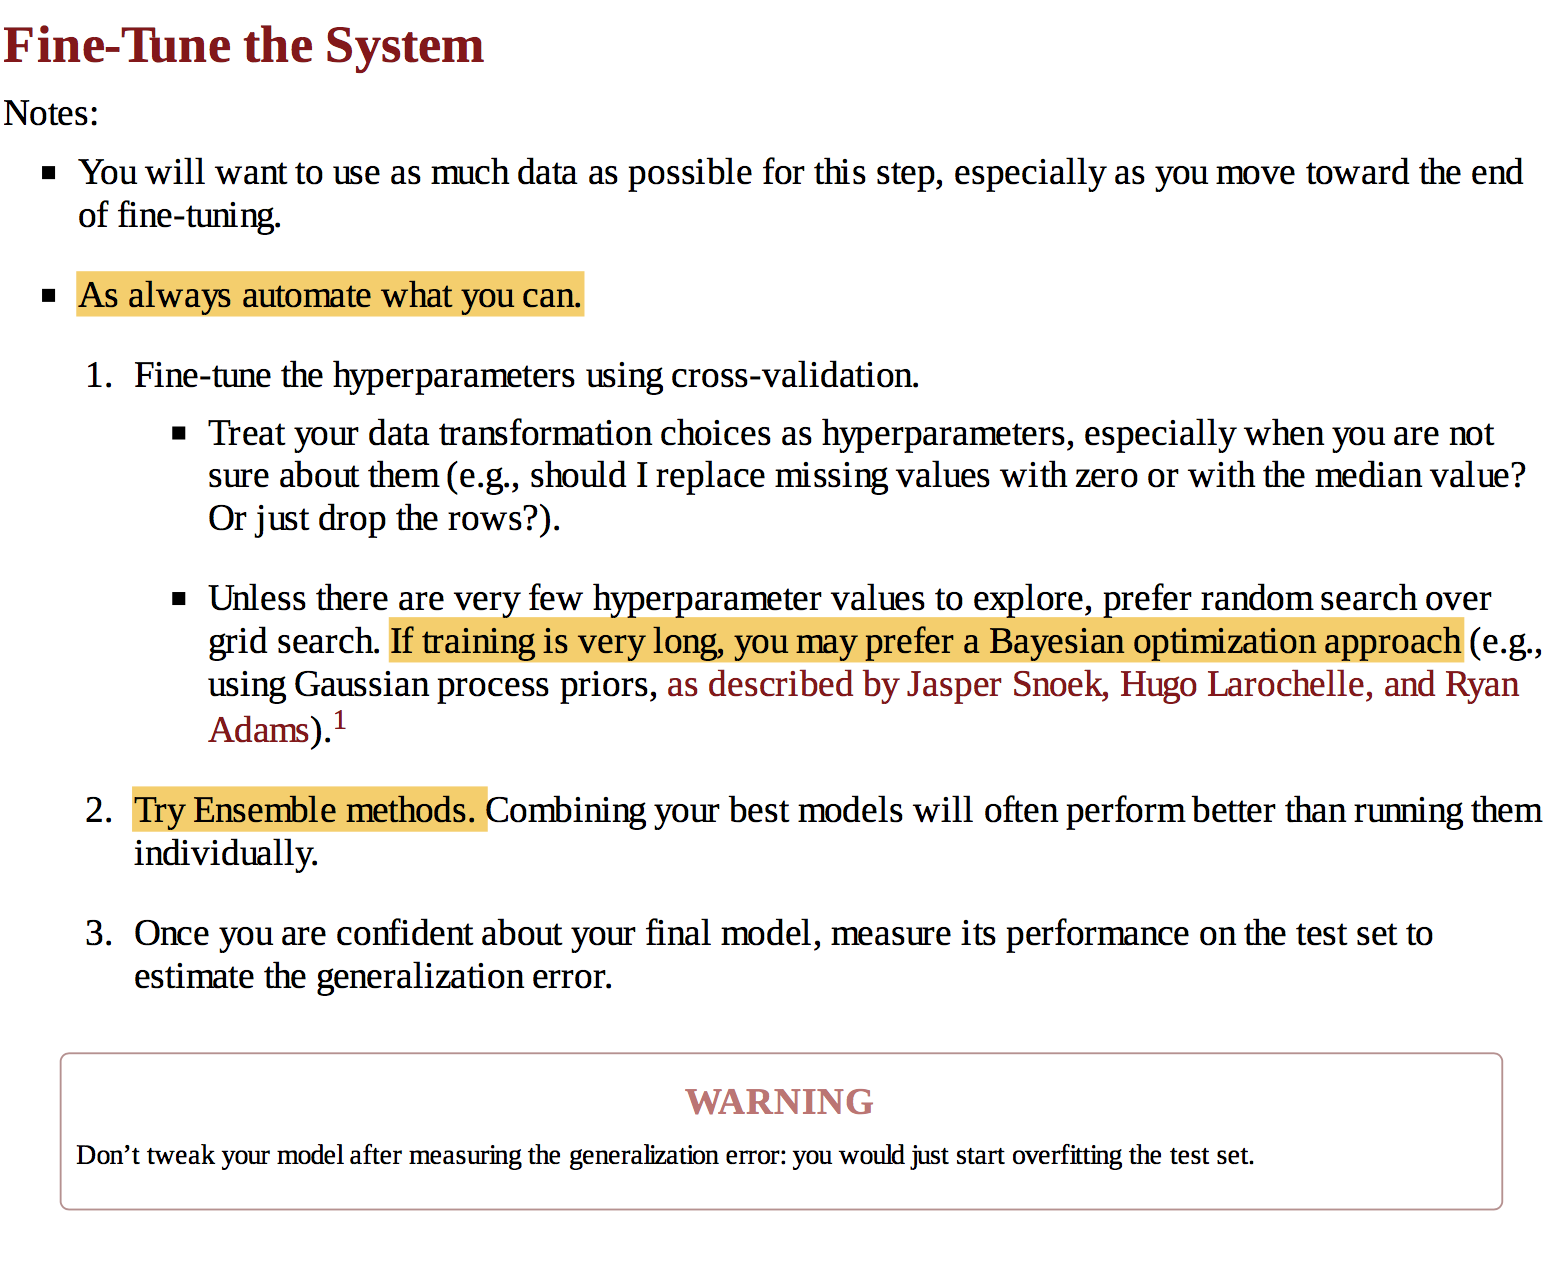 Fine-Tune the System
Notes:
▪ You will want to use as much data as possible for this step, especially as you move toward the end
of fine-tuning.
▪ As always automate what you can.
1. Fine-tune the hyperparameters using cross-validation.
▪ Treat your data transformation choices as hyperparameters, especially when you are not
sure about them (e.g., should I replace missing values with zero or with the median value?
Or just drop the rows?).
▪ Unless there are very few hyperparameter values to explore, prefer random search over
grid search. If training is very long, you may prefer a Bayesian optimization approach (e.g.,
using Gaussian process priors, as described by Jasper Snoek, Hugo Larochelle, and Ryan
Adams).1
2. Try Ensemble methods. Combining your best models will often perform better than running them
individually.
3. Once you are confident about your final model, measure its performance on the test set to
estimate the generalization error.
WARNING
Don’t tweak your model after measuring the generalization error: you would just start overfitting the test set.